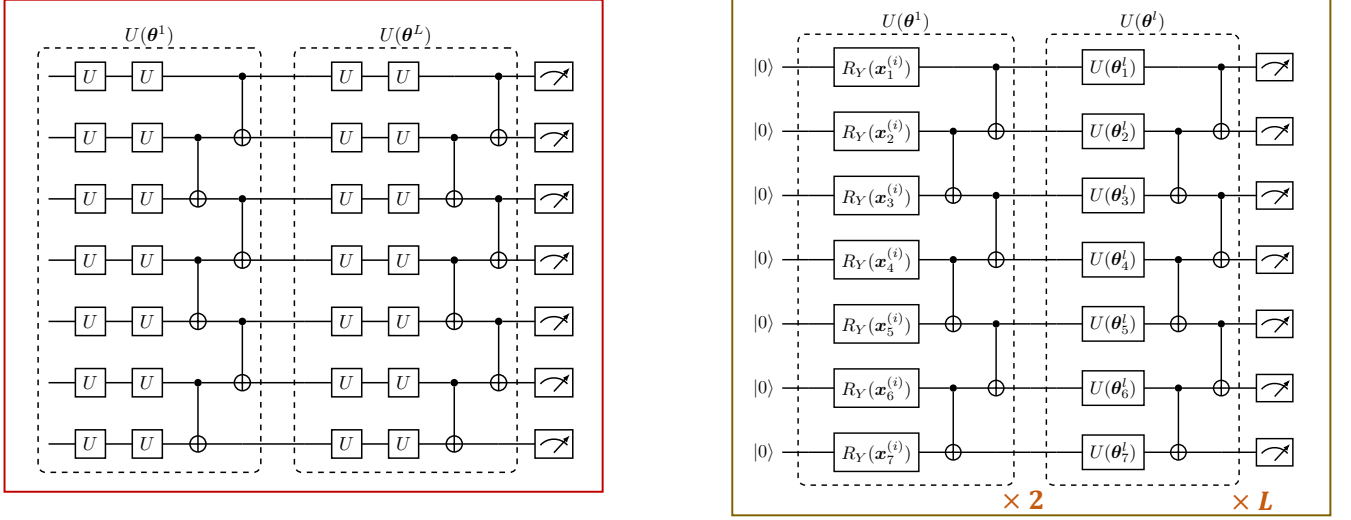 U(θ¹) U(θᴸ)
U U U U
U U U U
U U U U
U U U U
U U U U
U U U U
U U U U
U(θ¹) U(θˡ)
|0⟩ R_Y(x₁⁽ⁱ⁾) U(θ₁ˡ)
|0⟩ R_Y(x₂⁽ⁱ⁾) U(θ₂ˡ)
|0⟩ R_Y(x₃⁽ⁱ⁾) U(θ₃ˡ)
|0⟩ R_Y(x₄⁽ⁱ⁾) U(θ₄ˡ)
|0⟩ R_Y(x₅⁽ⁱ⁾) U(θ₅ˡ)
|0⟩ R_Y(x₆⁽ⁱ⁾) U(θ₆ˡ)
|0⟩ R_Y(x₇⁽ⁱ⁾) U(θ₇ˡ)
× 2 × L